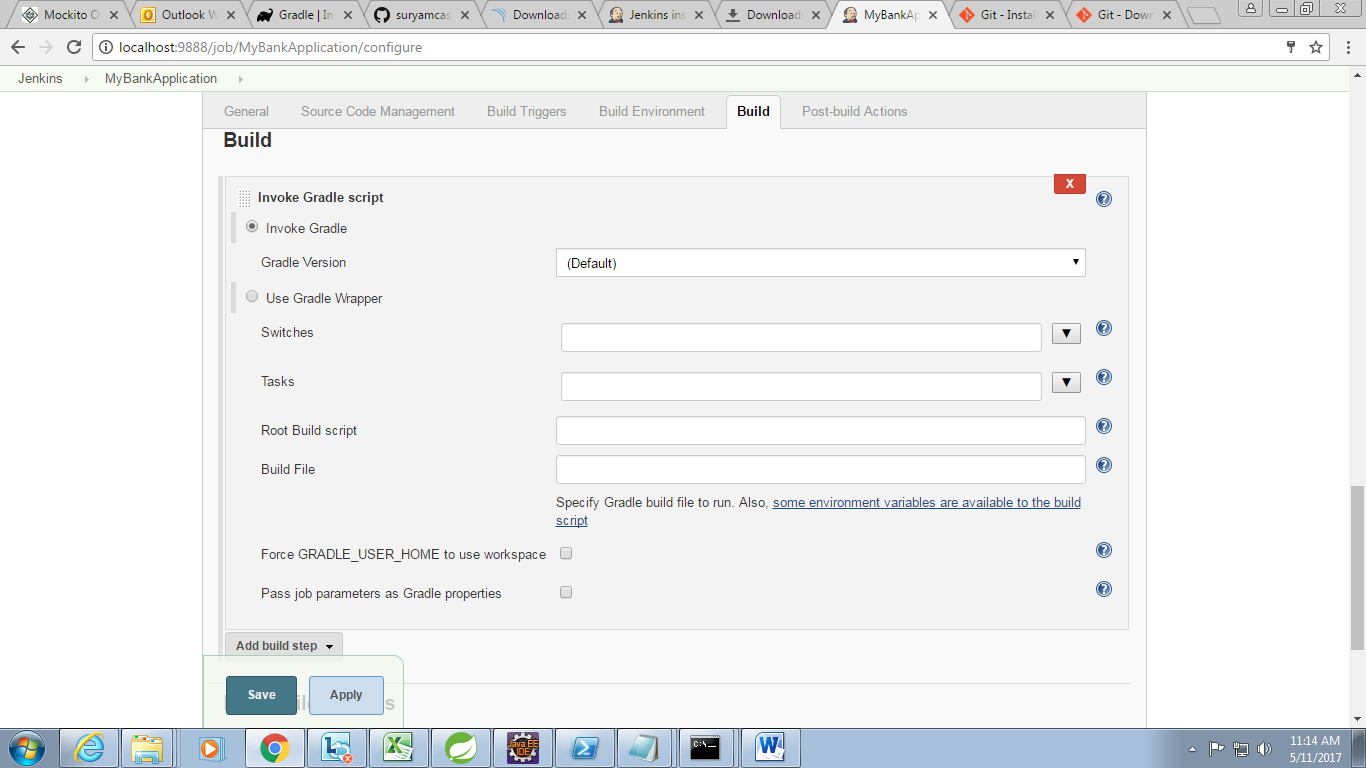 Mockito O
Outlook W
Gradle | In
suryamcas
Download
Jenkins ins
Download
MyBankAp
Git - Instal
Git - Down
localhost:9888/job/MyBankApplication/configure
Jenkins MyBankApplication
General Source Code Management Build Triggers Build Environment Build Post-build Actions
Build
Invoke Gradle script
X
Invoke Gradle
Gradle Version (Default)
Use Gradle Wrapper
Switches
Tasks
Root Build script
Build File
Specify Gradle build file to run. Also, some environment variables are available to the build
script
Force GRADLE_USER_HOME to use workspace
Pass job parameters as Gradle properties
Add build step
Save Apply
Java EE
IDE
C:\
11:14 AM
5/11/2017